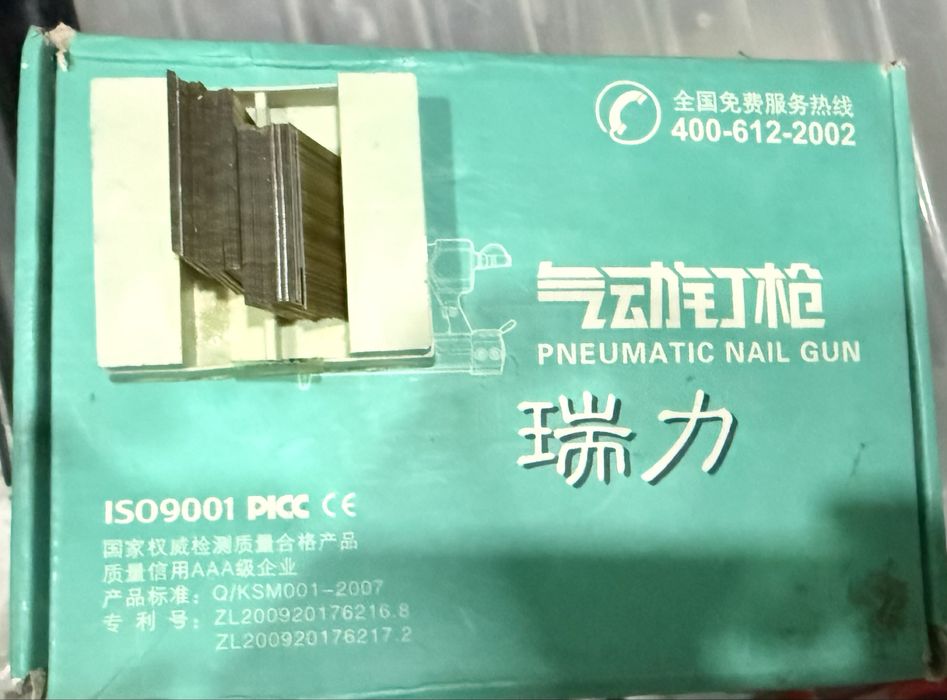 全国免费服务热线
400-612-2002
气动钉枪
PNEUMATIC NAIL GUN
瑞力
ISO9001 PICC CE
国家权威检测质量合格产品
质量信用AAA级企业
产品标准：Q/KSM001-2007
专利号：ZL200920176216.8
ZL200920176217.2